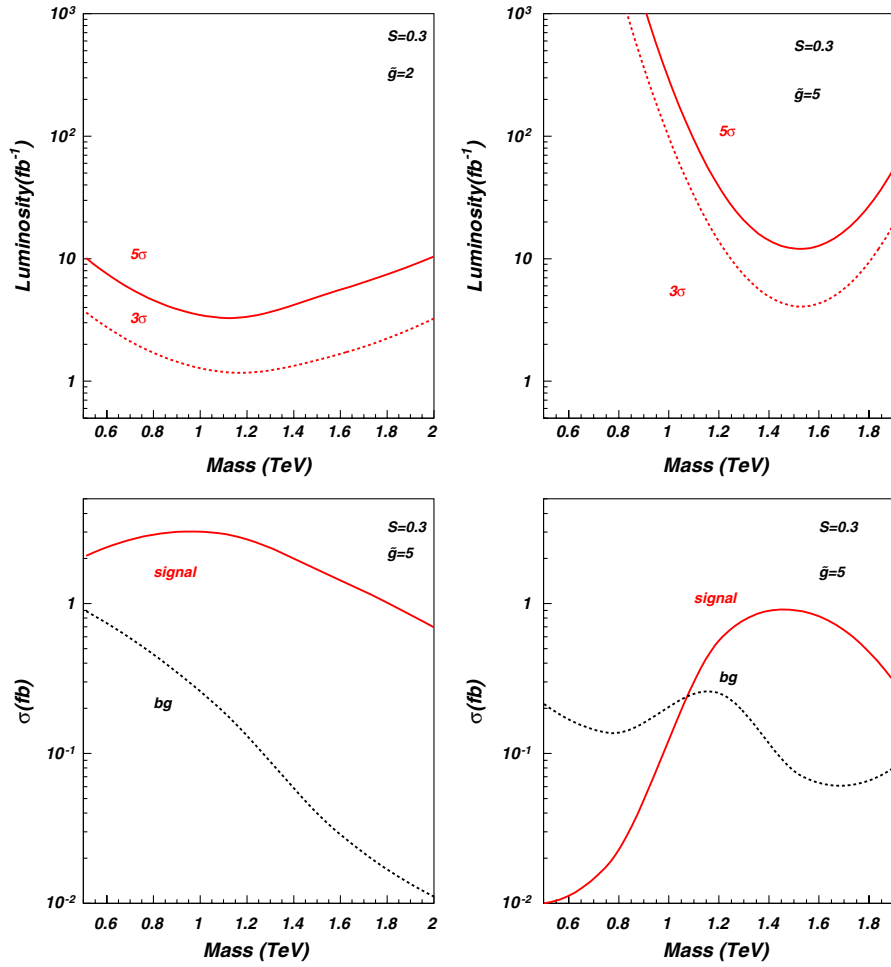 10³
S=0.3
g̃=2
10²
Luminosity(fb⁻¹)
5σ
10
3σ
1
0.6 0.8 1 1.2 1.4 1.6 1.8 2
Mass (TeV)
10³
S=0.3
g̃=5
5σ
10²
Luminosity(fb⁻¹)
10
3σ
1
0.6 0.8 1 1.2 1.4 1.6 1.8
Mass (TeV)
S=0.3
g̃=5
signal
1
bg
σ(fb)
10⁻¹
10⁻²
0.6 0.8 1 1.2 1.4 1.6 1.8 2
Mass (TeV)
S=0.3
g̃=5
signal
1
bg
σ(fb)
10⁻¹
10⁻²
0.6 0.8 1 1.2 1.4 1.6 1.8
Mass (TeV)